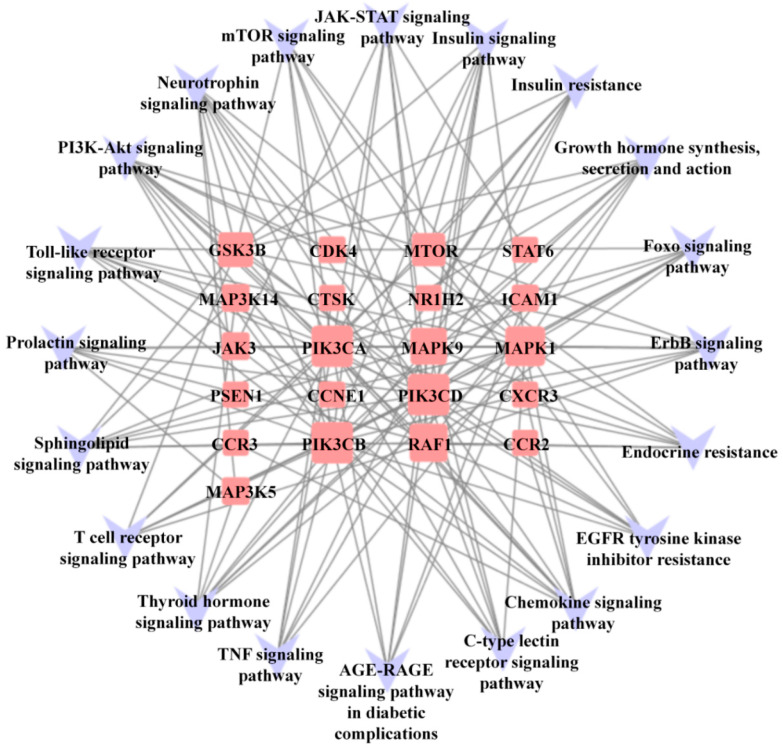 JAK-STAT signaling
pathway
mTOR signaling
pathway
Insulin signaling
pathway
Neurotrophin
signaling pathway
Insulin resistance
PI3K-Akt signaling
pathway
Growth hormone synthesis,
secretion and action
Toll-like receptor
signaling pathway
Foxo signaling
pathway
GSK3B
CDK4
MTOR
STAT6
MAP3K14
CTSK
NR1H2
ICAM1
Prolactin signaling
pathway
JAK3
PIK3CA
MAPK9
MAPK1
ErbB signaling
pathway
PSEN1
CCNE1
PIK3CD
CXCR3
Sphingolipid
signaling pathway
CCR3
PIK3CB
RAF1
CCR2
Endocrine resistance
MAP3K5
T cell receptor
signaling pathway
EGFR tyrosine kinase
inhibitor resistance
Thyroid hormone
signaling pathway
Chemokine signaling
pathway
TNF signaling
pathway
C-type lectin
receptor signaling
pathway
AGE-RAGE
signaling pathway
in diabetic
complications